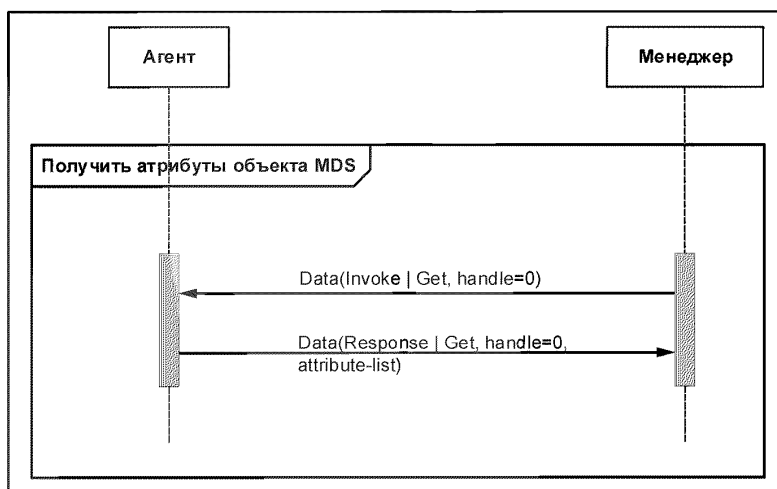 Агент
Менеджер
Получить атрибуты объекта MDS
Data(Invoke | Get, handle=0)
Data(Response | Get, handle=0,
attribute-list)